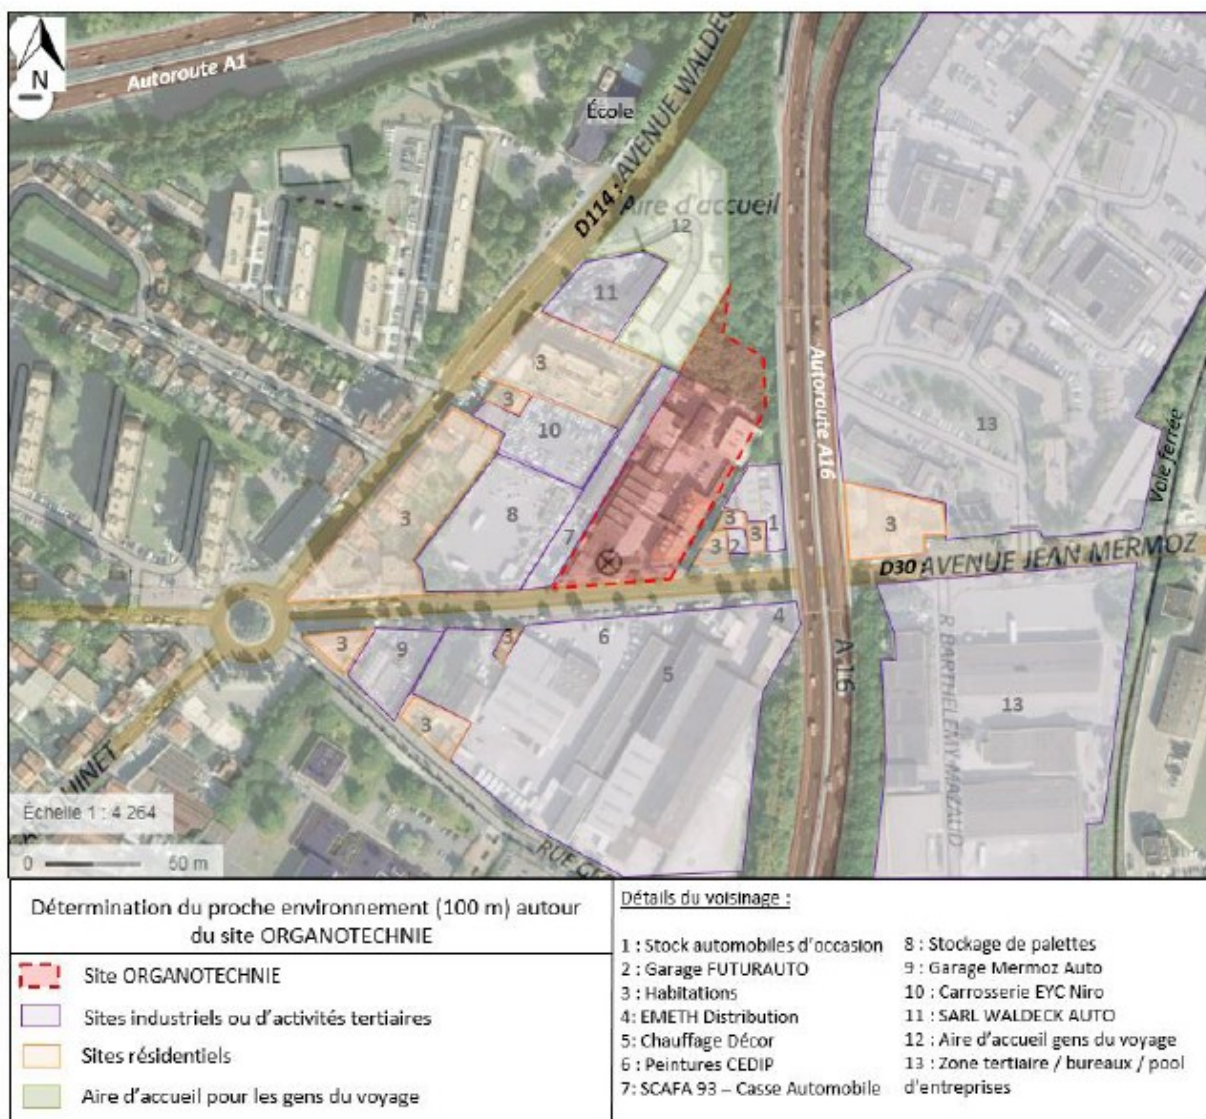 N
Autoroute A1
École
D114 : AVENUE WALDEC
Aire d'accueil
12
11
3
3
10
3
8
7
3
3
2
3
1
Autoroute A16
13
3
Voie ferrée
D30 : AVENUE JEAN MERMOZ
3
9
3
6
4
5
3
A 16
R BARTHELEMY MAZAUD
13
UINET
RUE G
Échelle 1 : 4 264
0 50 m
Détermination du proche environnement (100 m) autour
du site ORGANOTECHNIE
Site ORGANOTECHNIE
Sites industriels ou d'activités tertiaires
Sites résidentiels
Aire d'accueil pour les gens du voyage
Détails du voisinage :
1 : Stock automobiles d'occasion
2 : Garage FUTURAUTO
3 : Habitations
4: EMETH Distribution
5: Chauffage Décor
6 : Peintures CEDIP
7: SCAFA 93 – Casse Automobile
8 : Stockage de palettes
9 : Garage Mermoz Auto
10 : Carrosserie EYC Niro
11 : SARL WALDECK AUTO
12 : Aire d'accueil gens du voyage
13 : Zone tertiaire / bureaux / pool
d'entreprises